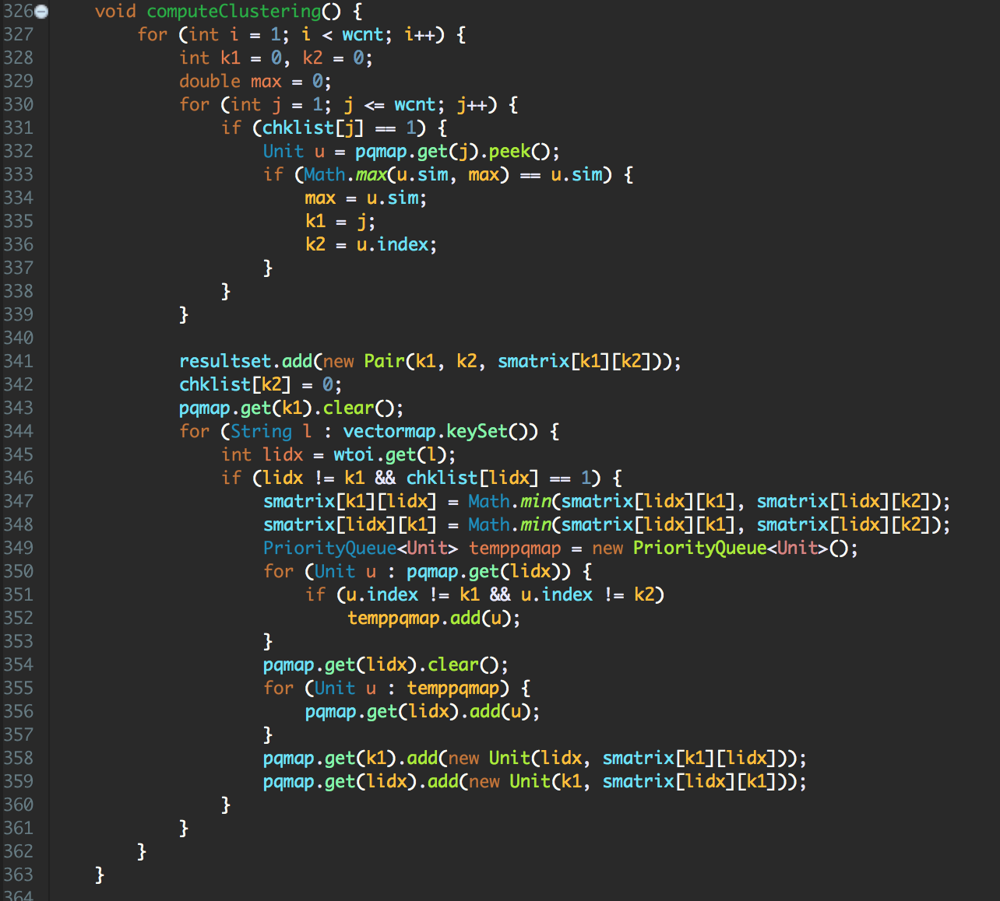 326 void computeClustering() {
327 for (int i = 1; i < wcnt; i++) {
328 int k1 = 0, k2 = 0;
329 double max = 0;
330 for (int j = 1; j <= wcnt; j++) {
331 if (chklist[j] == 1) {
332 Unit u = pqmap.get(j).peek();
333 if (Math.max(u.sim, max) == u.sim) {
334 max = u.sim;
335 k1 = j;
336 k2 = u.index;
337 }
338 }
339 }
340
341 resultset.add(new Pair(k1, k2, smatrix[k1][k2]));
342 chklist[k2] = 0;
343 pqmap.get(k1).clear();
344 for (String l : vectormap.keySet()) {
345 int lidx = wtoi.get(l);
346 if (lidx != k1 && chklist[lidx] == 1) {
347 smatrix[k1][lidx] = Math.min(smatrix[lidx][k1], smatrix[lidx][k2]);
348 smatrix[lidx][k1] = Math.min(smatrix[lidx][k1], smatrix[lidx][k2]);
349 PriorityQueue<Unit> temppqmap = new PriorityQueue<Unit>();
350 for (Unit u : pqmap.get(lidx)) {
351 if (u.index != k1 && u.index != k2)
352 temppqmap.add(u);
353 }
354 pqmap.get(lidx).clear();
355 for (Unit u : temppqmap) {
356 pqmap.get(lidx).add(u);
357 }
358 pqmap.get(k1).add(new Unit(lidx, smatrix[k1][lidx]));
359 pqmap.get(lidx).add(new Unit(k1, smatrix[lidx][k1]));
360 }
361 }
362 }
363 }
364